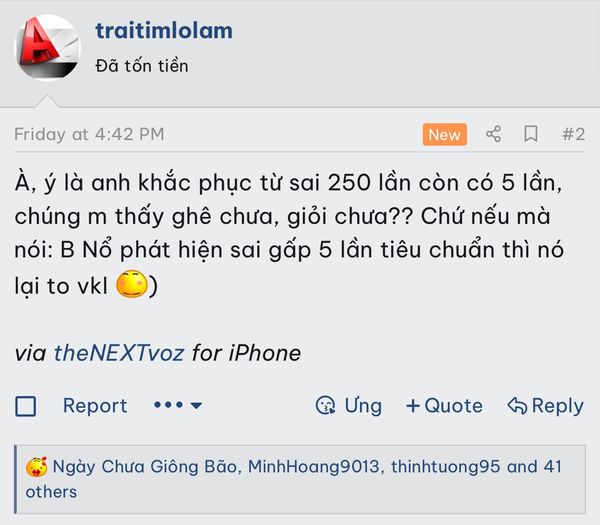 traitimlolam
Đã tốn tiền
Friday at 4:42 PM
New
#2
À, ý là anh khắc phục từ sai 250 lần còn có 5 lần,
chúng m thấy ghê chưa, giỏi chưa?? Chứ nếu mà
nói: B Nổ phát hiện sai gấp 5 lần tiêu chuẩn thì nó
lại to vkl )
via theNEXTvoz for iPhone
Report
Ưng
+Quote
Reply
Ngày Chưa Giông Bão, MinhHoang9013, thinhtuong95 and 41
others